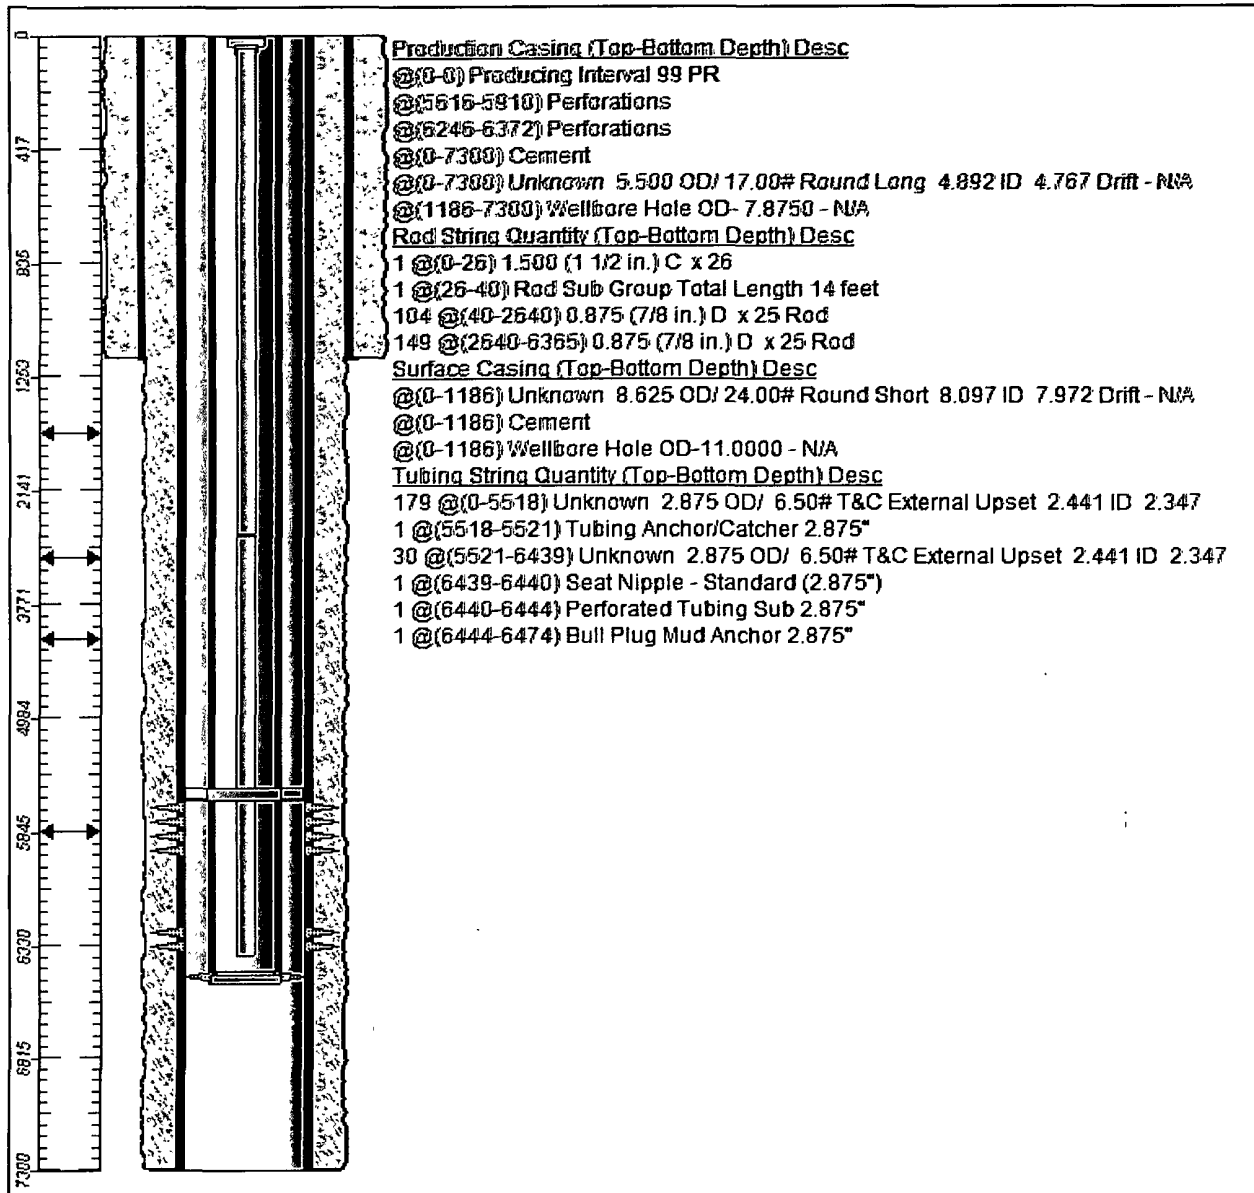 Production Casing (Top-Bottom Depth) Desc
@(0-0) Producing Interval 99 PR
@(5616-5910) Perforations
@(6246-6372) Perforations
@(0-7300) Cement
@(0-7300) Unknown 5.500 OD/ 17.00# Round Long 4.892 ID 4.767 Drift - N/A
@(1186-7300) Wellbore Hole OD- 7.8750 - N/A
Rod String Quantity (Top-Bottom Depth) Desc
1 @(0-26) 1.500 (1 1/2 in.) C x 26
1 @(26-40) Rod Sub Group Total Length 14 feet
104 @(40-2640) 0.875 (7/8 in.) D x 25 Rod
149 @(2640-6365) 0.875 (7/8 in.) D x 25 Rod
Surface Casing (Top-Bottom Depth) Desc
@(0-1186) Unknown 8.625 OD/ 24.00# Round Short 8.097 ID 7.972 Drift - N/A
@(0-1186) Cement
@(0-1186) Wellbore Hole OD-11.0000 - N/A
Tubing String Quantity (Top-Bottom Depth) Desc
179 @(0-5518) Unknown 2.875 OD/ 6.50# T&C External Upset 2.441 ID 2.347
1 @(5518-5521) Tubing Anchor/Catcher 2.875"
30 @(5521-6439) Unknown 2.875 OD/ 6.50# T&C External Upset 2.441 ID 2.347
1 @(6439-6440) Seat Nipple - Standard (2.875")
1 @(6440-6444) Perforated Tubing Sub 2.875"
1 @(6444-6474) Bull Plug Mud Anchor 2.875"
0
417
1263
2141
3771
4984
5845
6330
6815
7300